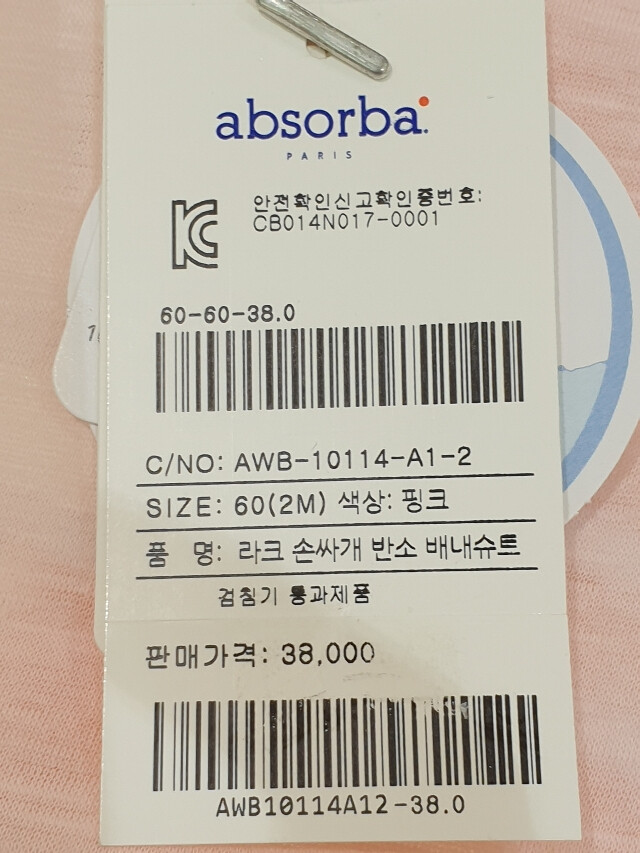 absorba.
PARIS
안전확인신고확인증번호:
CB014N017-0001
60-60-38.0
C/NO: AWB-10114-A1-2
SIZE: 60(2M) 색상: 핑크
품 명: 라크 손싸개 반소 배내슈트
검침기 통과제품
판매가격: 38,000
AWB10114A12-38.0